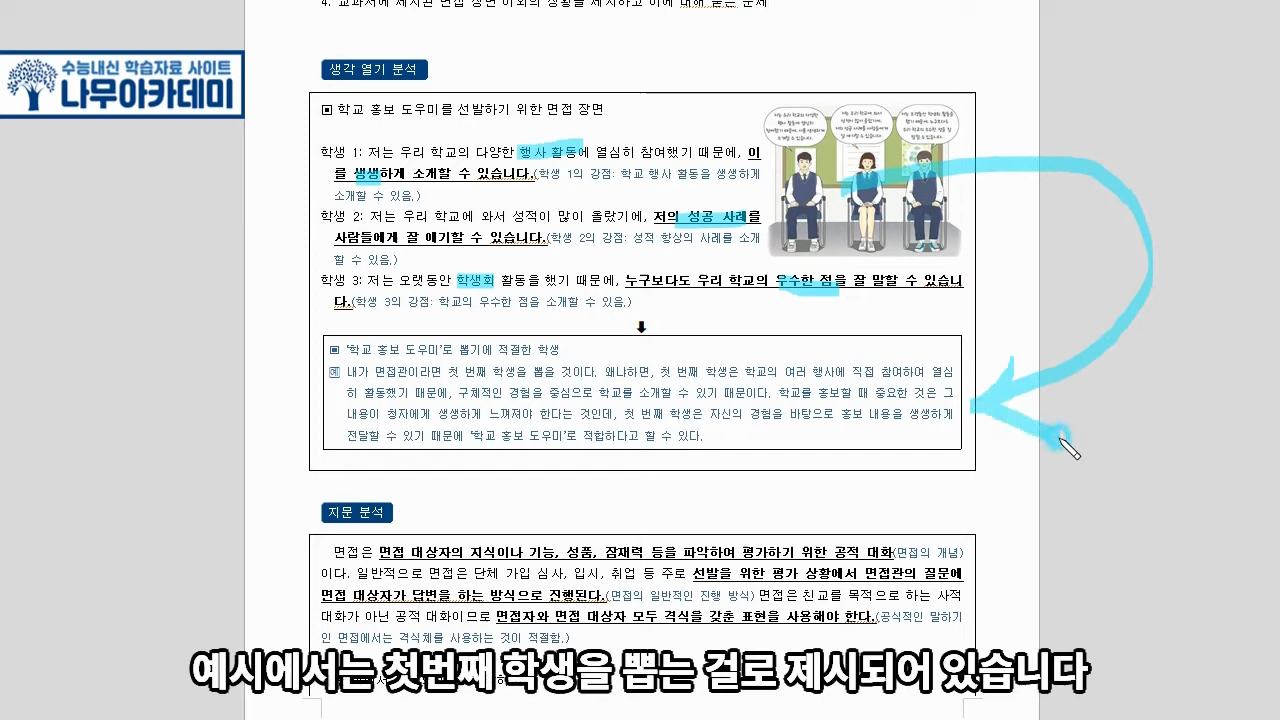 4. 교과서에 제시된 면접 장면 이외의 상황을 제시하고 이에 대해 묻는 문제
수능내신 학습자료 사이트
나무아카데미
생각 열기 분석
▣ 학교 홍보 도우미를 선발하기 위한 면접 장면
학생 1: 저는 우리 학교의 다양한 행사 활동에 열심히 참여했기 때문에, 이
를 생생하게 소개할 수 있습니다.(학생 1의 강점: 학교 행사 활동을 생생하게
소개할 수 있음.)
학생 2: 저는 우리 학교에 와서 성적이 많이 올랐기에, 저의 성공 사례를
사람들에게 잘 얘기할 수 있습니다.(학생 2의 강점: 성적 향상의 사례를 소개
할 수 있음.)
학생 3: 저는 오랫동안 학생회 활동을 했기 때문에, 누구보다도 우리 학교의 우수한 점을 잘 말할 수 있습니
다.(학생 3의 강점: 학교의 우수한 점을 소개할 수 있음.)
▣ '학교 홍보 도우미'로 뽑기에 적절한 학생
예 내가 면접관이라면 첫 번째 학생을 뽑을 것이다. 왜냐하면, 첫 번째 학생은 학교의 여러 행사에 직접 참여하여 열심
히 활동했기 때문에, 구체적인 경험을 중심으로 학교를 소개할 수 있기 때문이다. 학교를 홍보할 때 중요한 것은 그
내용이 청자에게 생생하게 느껴져야 한다는 것인데, 첫 번째 학생은 자신의 경험을 바탕으로 홍보 내용을 생생하게
전달할 수 있기 때문에 '학교 홍보 도우미'로 적합하다고 할 수 있다.
지문 분석
면접은 면접 대상자의 지식이나 기능, 성품, 잠재력 등을 파악하여 평가하기 위한 공적 대화(면접의 개념)
이다. 일반적으로 면접은 단체 가입 심사, 입시, 취업 등 주로 선발을 위한 평가 상황에서 면접관의 질문에
면접 대상자가 답변을 하는 방식으로 진행된다.(면접의 일반적인 진행 방식) 면접은 친교를 목적으로 하는 사적
대화가 아닌 공적 대화이므로 면접자와 면접 대상자 모두 격식을 갖춘 표현을 사용해야 한다.(공식적인 말하기
인 면접에서는 격식체를 사용하는 것이 적절함.)
예시에서는 첫번째 학생을 뽑는 걸로 제시되어 있습니다